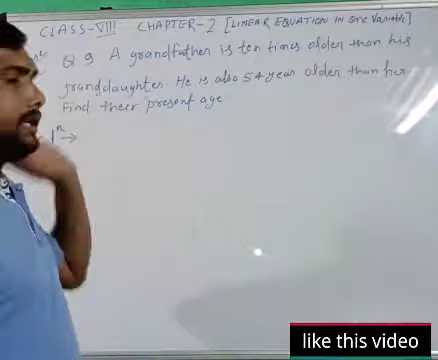 CLASS-VIII CHAPTER-2 [LINEAR EQUATION IN ONE Variable]
Q 9 A grandfather is ten times older than his
granddaughter. He is also 54 year older than her
Find their present age
like this video